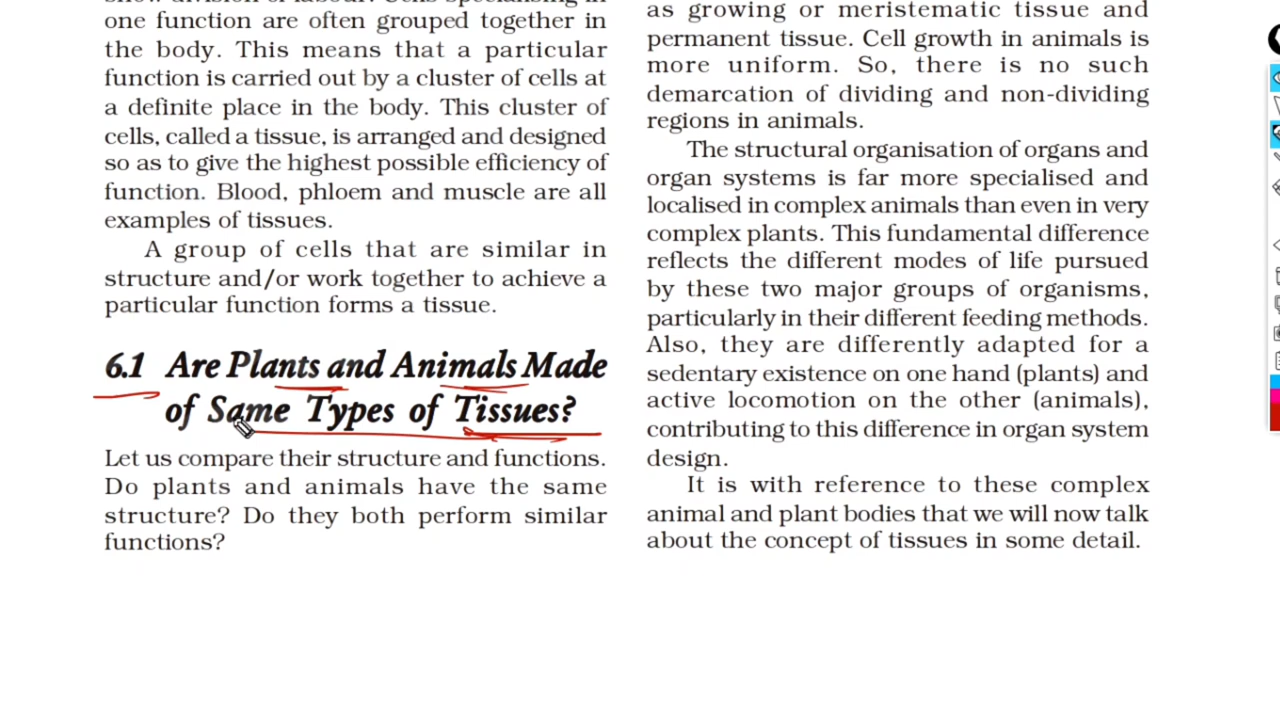 one function are often grouped together in
the body. This means that a particular
function is carried out by a cluster of cells at
a definite place in the body. This cluster of
cells, called a tissue, is arranged and designed
so as to give the highest possible efficiency of
function. Blood, phloem and muscle are all
examples of tissues.
A group of cells that are similar in
structure and/or work together to achieve a
particular function forms a tissue.
6.1 Are Plants and Animals Made
of Same Types of Tissues?
Let us compare their structure and functions.
Do plants and animals have the same
structure? Do they both perform similar
functions?
as growing or meristematic tissue and
permanent tissue. Cell growth in animals is
more uniform. So, there is no such
demarcation of dividing and non-dividing
regions in animals.
The structural organisation of organs and
organ systems is far more specialised and
localised in complex animals than even in very
complex plants. This fundamental difference
reflects the different modes of life pursued
by these two major groups of organisms,
particularly in their different feeding methods.
Also, they are differently adapted for a
sedentary existence on one hand (plants) and
active locomotion on the other (animals),
contributing to this difference in organ system
design.
It is with reference to these complex
animal and plant bodies that we will now talk
about the concept of tissues in some detail.